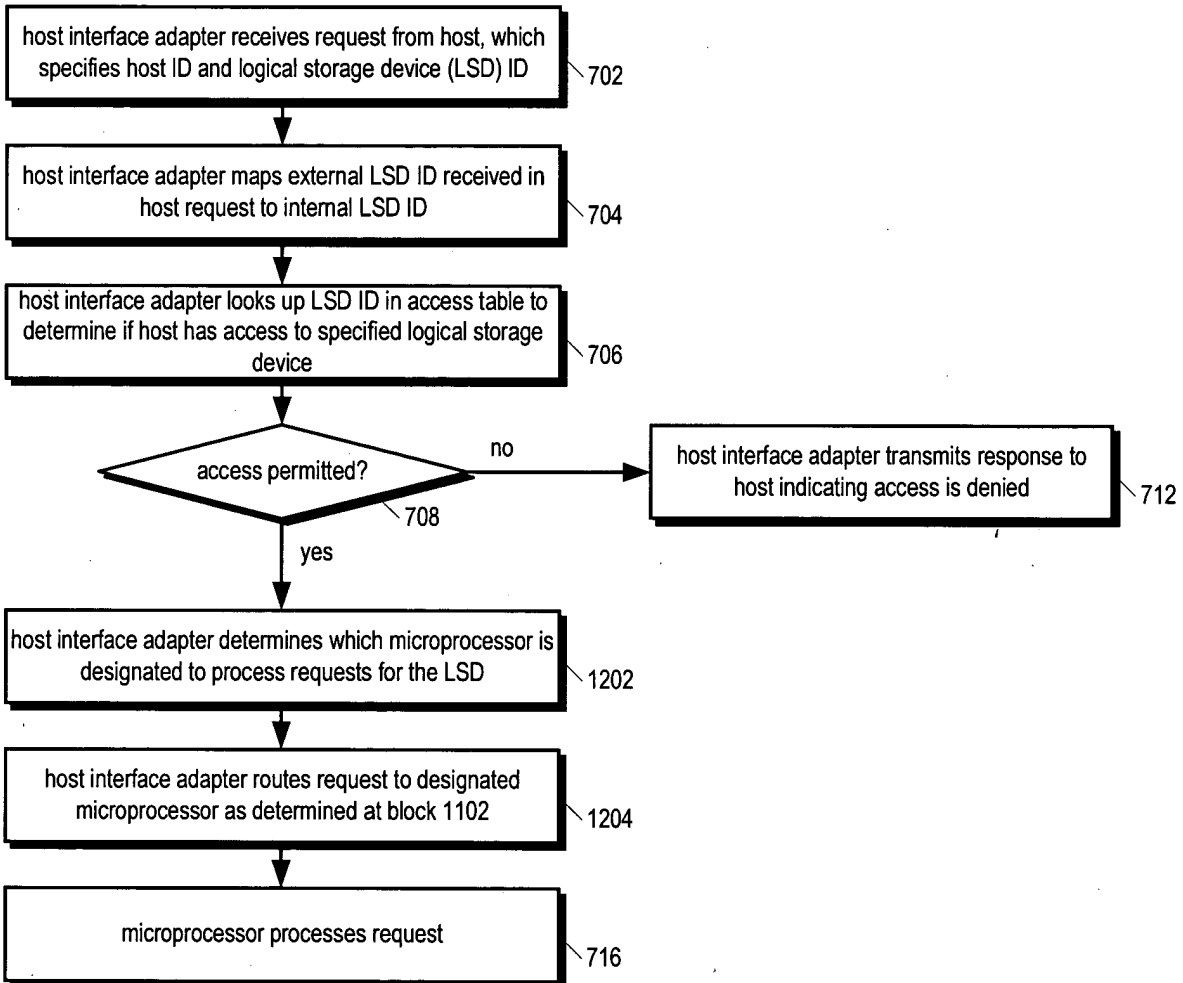 host interface adapter receives request from host, which
specifies host ID and logical storage device (LSD) ID
702
host interface adapter maps external LSD ID received in
host request to internal LSD ID
704
host interface adapter looks up LSD ID in access table to
determine if host has access to specified logical storage
device
706
access permitted?
708
no
host interface adapter transmits response to
host indicating access is denied
712
yes
host interface adapter determines which microprocessor is
designated to process requests for the LSD
1202
host interface adapter routes request to designated
microprocessor as determined at block 1102
1204
microprocessor processes request
716